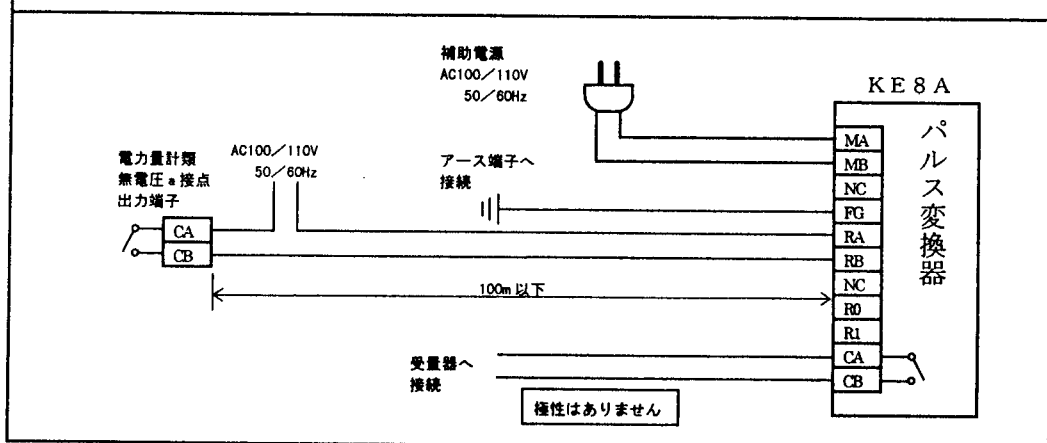 補助電源
AC100/110V
50/60Hz
KE8A
パルス変換器
電力量計類
無電圧a接点
出力端子
AC100/110V
50/60Hz
アース端子へ
接続
CA
CB
MA
MB
NC
FG
RA
RB
NC
R0
R1
CA
CB
100m以下
受量器へ
接続
極性はありません